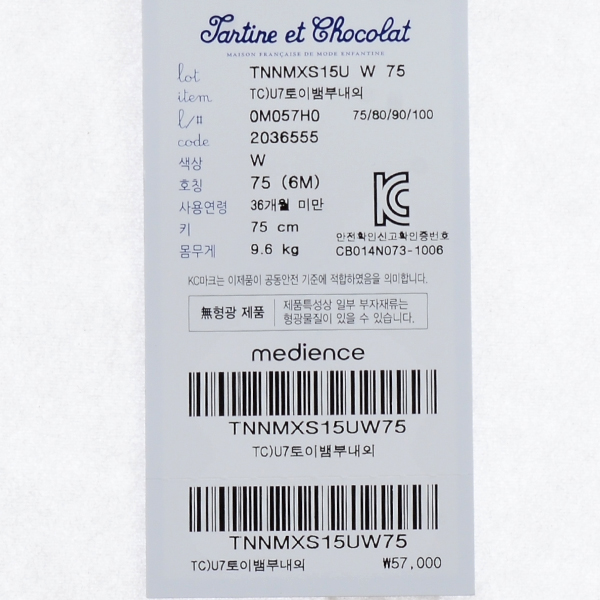 Tartine et Chocolat
MAISON FRANÇAISE DE MODE ENFANTINE
lot TNNMXS15U W 75
item TC)U7토이뱀부내의
l/# 0M057H0 75/80/90/100
code 2036555
색상 W
호칭 75 (6M)
사용연령 36개월 미만
키 75 cm
몸무게 9.6 kg
안전확인신고확인증번호
CB014N073-1006
KC마크는 이제품이 공동안전 기준에 적합하였음을 의미합니다.
無형광 제품
제품특성상 일부 부자재류는
형광물질이 있을 수 있습니다.
medience
TNNMXS15UW75
TC)U7토이뱀부내의
TNNMXS15UW75
TC)U7토이뱀부내의 ₩57,000